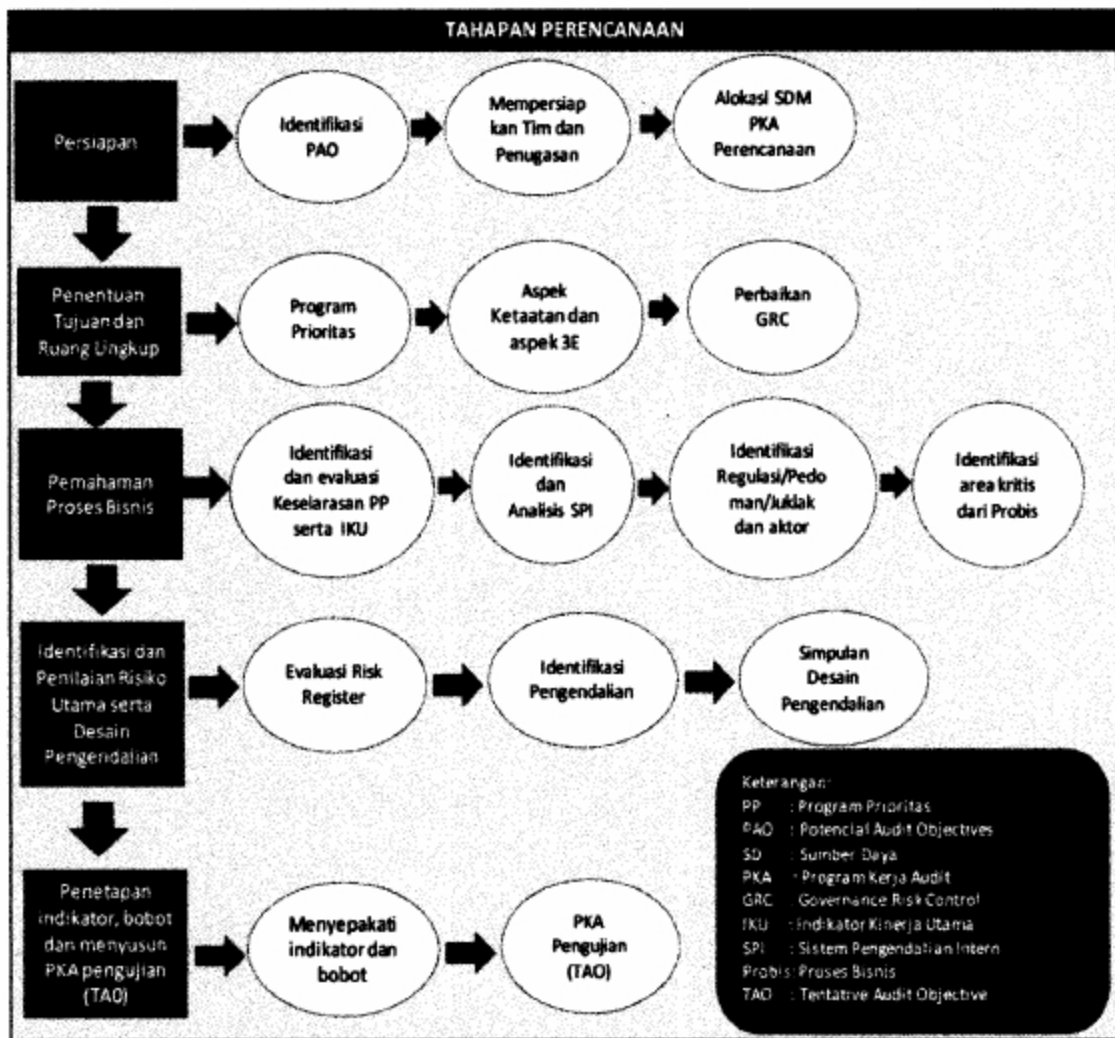 TAHAPAN PERENCANAAN
Persiapan
Identifikasi
PAO
Mempersiap
kan Tim dan
Penugasan
Alokasi SDM
PKA
Perencanaan
Penentuan
Tujuan dan
Ruang Lingkup
Program
Prioritas
Aspek
Ketaatan dan
aspek 3E
Perbaikan
GRC
Pemahaman
Proses Bisnis
Identifikasi
dan evaluasi
Keselarasan PP
serta IKU
Identifikasi
dan
Analisis SPI
Identifikasi
Regulasi/Pedo
man/Juklak
dan aktor
Identifikasi
area kritis
dari Probis
Identifikasi dan
Penilaian Risiko
Utama serta
Desain
Pengendalian
Evaluasi Risk
Register
Identifikasi
Pengendalian
Simpulan
Desain
Pengendalian
Penetapan
indikator, bobot
dan menyusun
PKA pengujian
(TAO)
Menyepakati
indikator dan
bobot
PKA
Pengujian
(TAO)
Keterangan:
PP : Program Prioritas
PAO : Potencial Audit Objectives
SD : Sumber Daya
PKA : Program Kerja Audit
GRC : Governance Risk Control
IKU : Indikator Kinerja Utama
SPI : Sistem Pengendalian Intern
Probis: Proses Bisnis
TAO : Tentative Audit Objective